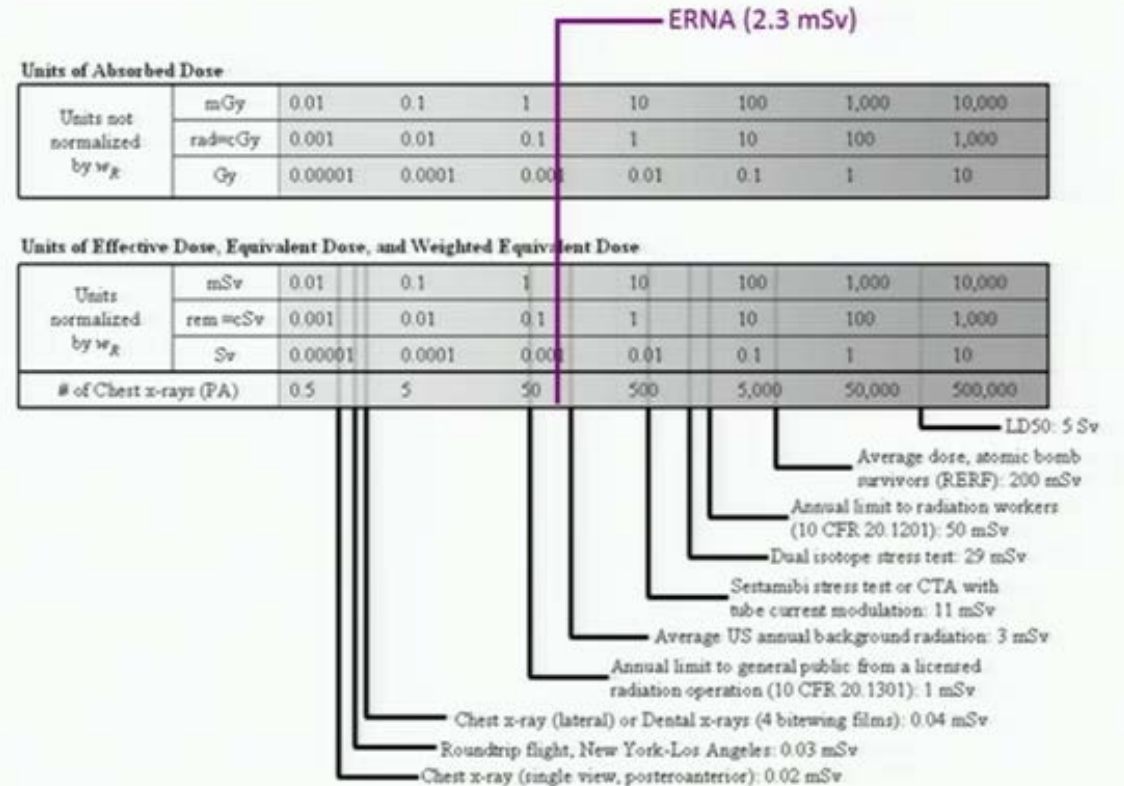 ERNA (2.3 mSv)
Units of Absorbed Dose
Units not normalized by wR
mGy 0.01 0.1 1 10 100 1,000 10,000
rad=cGy 0.001 0.01 0.1 1 10 100 1,000
Gy 0.00001 0.0001 0.001 0.01 0.1 1 10
Units of Effective Dose, Equivalent Dose, and Weighted Equivalent Dose
Units normalized by wR
mSv 0.01 0.1 1 10 100 1,000 10,000
rem =cSv 0.001 0.01 0.1 1 10 100 1,000
Sv 0.00001 0.0001 0.001 0.01 0.1 1 10
# of Chest x-rays (PA) 0.5 5 50 500 5,000 50,000 500,000
LD50: 5 Sv
Average dose, atomic bomb
survivors (RERF): 200 mSv
Annual limit to radiation workers
(10 CFR 20.1201): 50 mSv
Dual isotope stress test: 29 mSv
Sestamibi stress test or CTA with
tube current modulation: 11 mSv
Average US annual background radiation: 3 mSv
Annual limit to general public from a licensed
radiation operation (10 CFR 20.1301): 1 mSv
Chest x-ray (lateral) or Dental x-rays (4 bitewing films): 0.04 mSv
Roundtrip flight, New York-Los Angeles: 0.03 mSv
Chest x-ray (single view, posteroanterior): 0.02 mSv